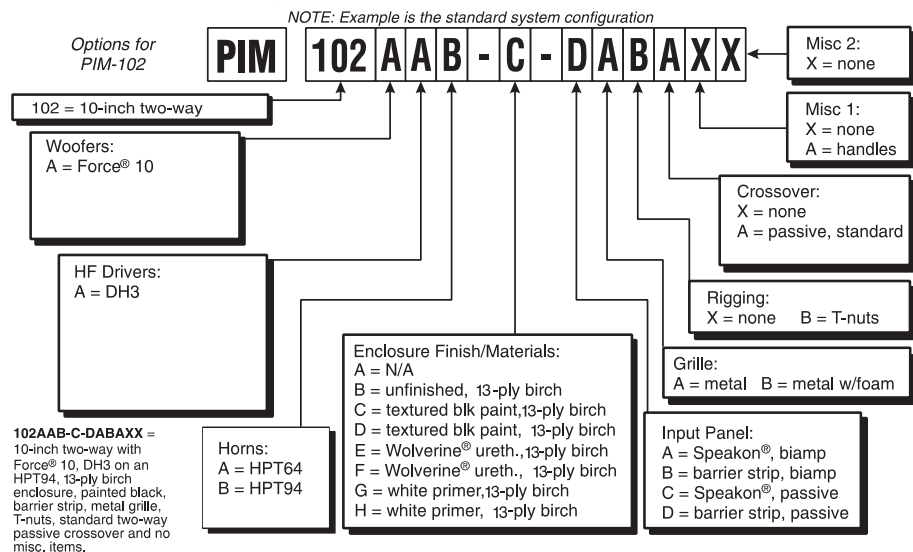 NOTE: Example is the standard system configuration
Options for
PIM-102
PIM
102 A A B - C - D A B A X X
Misc 2:
X = none
102 = 10-inch two-way
Misc 1:
X = none
A = handles
Woofers:
A = Force® 10
Crossover:
X = none
A = passive, standard
HF Drivers:
A = DH3
Rigging:
X = none B = T-nuts
Enclosure Finish/Materials:
A = N/A
B = unfinished, 13-ply birch
C = textured blk paint,13-ply birch
D = textured blk paint, 13-ply birch
E = Wolverine® ureth.,13-ply birch
F = Wolverine® ureth., 13-ply birch
G = white primer,13-ply birch
H = white primer, 13-ply birch
Grille:
A = metal B = metal w/foam
102AAB-C-DABAXX =
10-inch two-way with
Force® 10, DH3 on an
HPT94, 13-ply birch
enclosure, painted black,
barrier strip, metal grille,
T-nuts, standard two-way
passive crossover and no
misc. items.
Horns:
A = HPT64
B = HPT94
Input Panel:
A = Speakon®, biamp
B = barrier strip, biamp
C = Speakon®, passive
D = barrier strip, passive